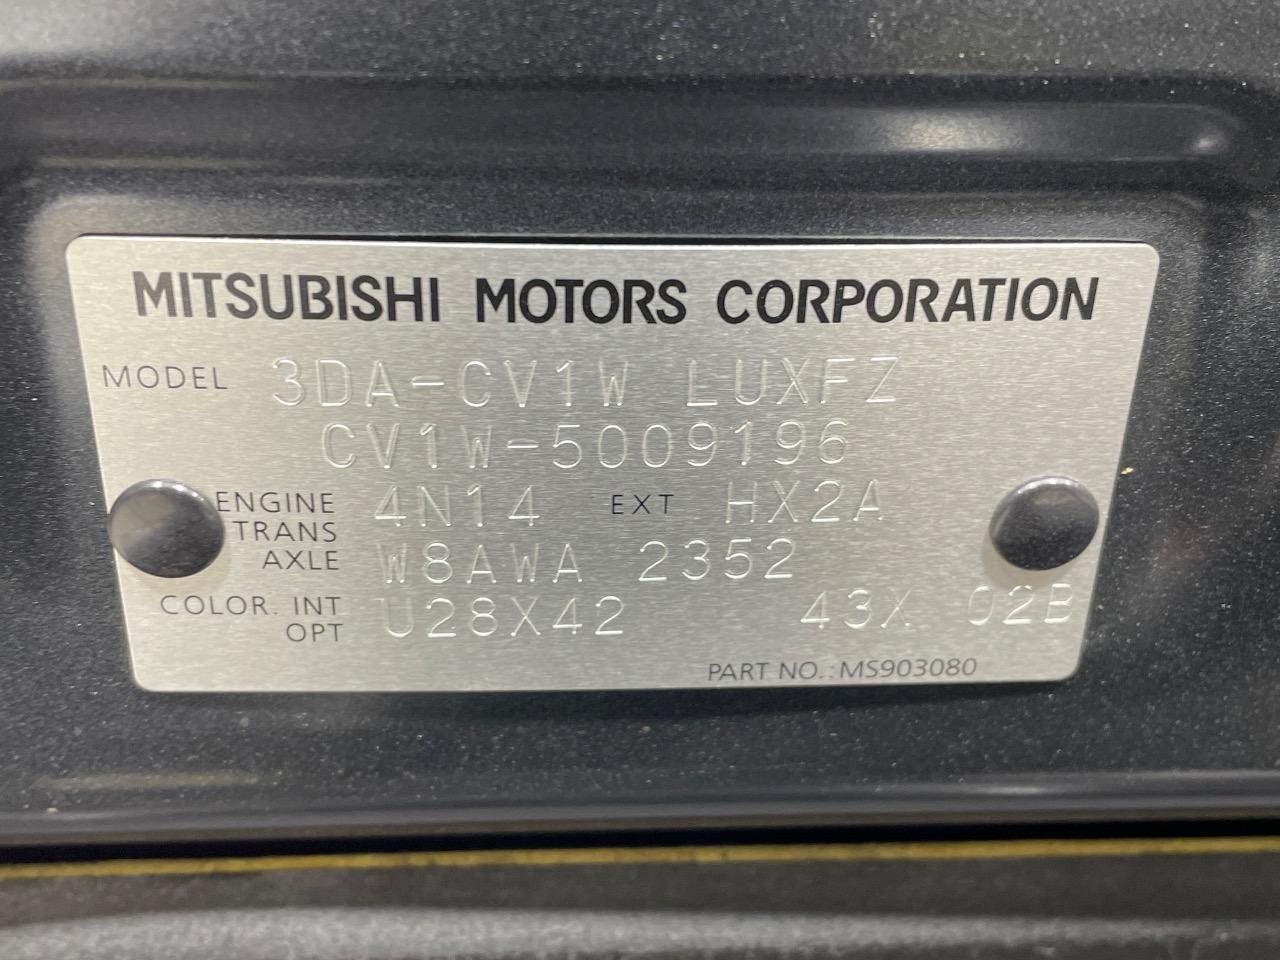 MITSUBISHI MOTORS CORPORATION
MODEL 3DA-CV1W LUXFZ
CV1W-5009196
ENGINE 4N14 EXT HX2A
TRANS
AXLE W8AWA 2352
COLOR. INT U28X42 43X 02B
OPT
PART NO.:MS903080